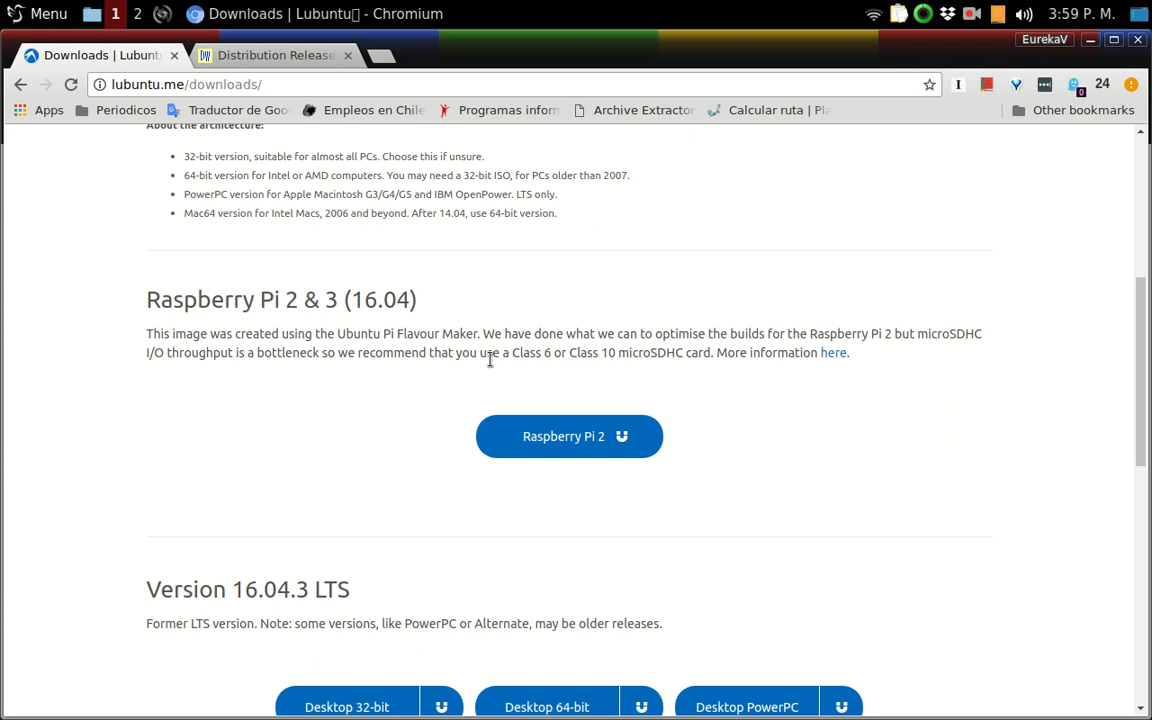 Menu 1 2 Downloads | Lubuntu - Chromium 3:59 P. M.
Downloads | Lubunt Distribution Release EurekaV
lubuntu.me/downloads/ 0 24
Apps Periodicos Traductor de Goo Empleos en Chile Programas inform Archive Extractor Calcular ruta | Pla Other bookmarks
About the architecture:
32-bit version, suitable for almost all PCs. Choose this if unsure.
64-bit version for Intel or AMD computers. You may need a 32-bit ISO, for PCs older than 2007.
PowerPC version for Apple Macintosh G3/G4/G5 and IBM OpenPower. LTS only.
Mac64 version for Intel Macs, 2006 and beyond. After 14.04, use 64-bit version.
Raspberry Pi 2 & 3 (16.04)
This image was created using the Ubuntu Pi Flavour Maker. We have done what we can to optimise the builds for the Raspberry Pi 2 but microSDHC
I/O throughput is a bottleneck so we recommend that you use a Class 6 or Class 10 microSDHC card. More information here.
Raspberry Pi 2
Version 16.04.3 LTS
Former LTS version. Note: some versions, like PowerPC or Alternate, may be older releases.
Desktop 32-bit Desktop 64-bit Desktop PowerPC